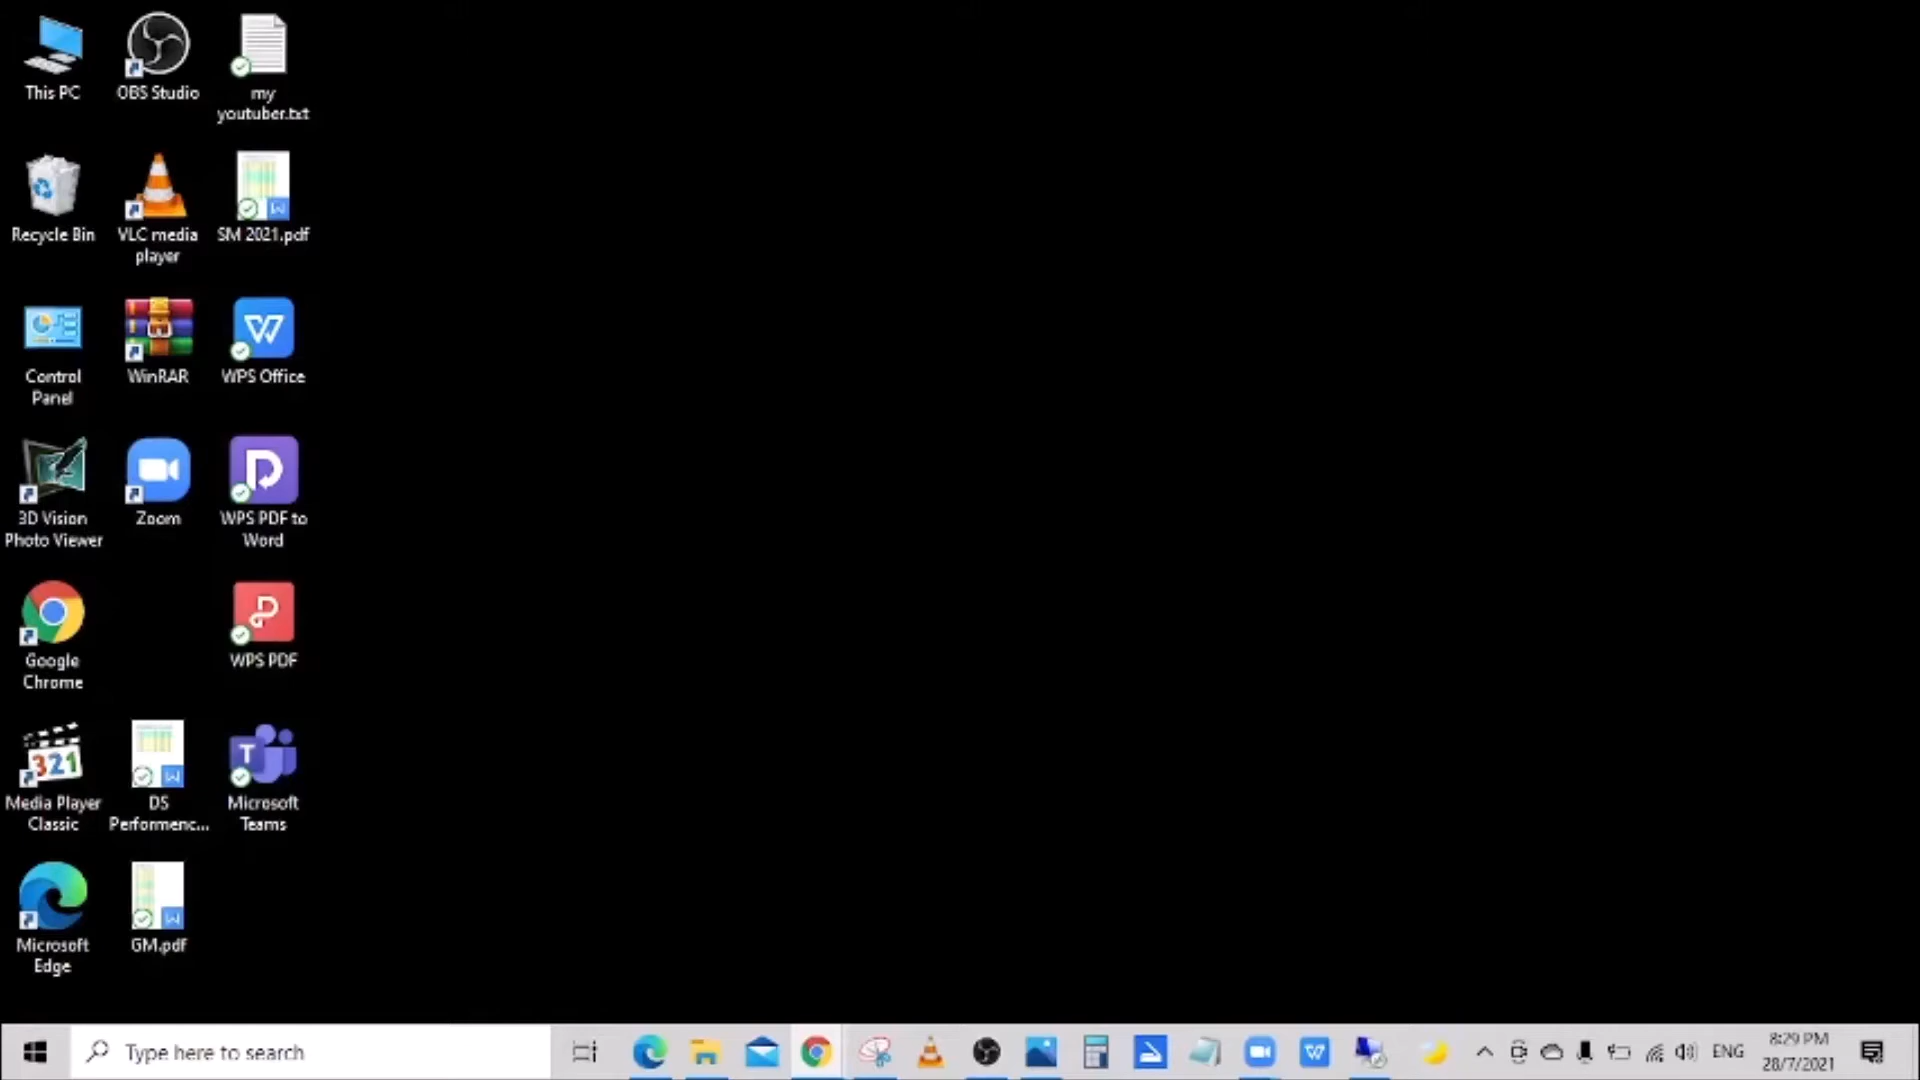 This PC
OBS Studio
my
youtuber.txt
Recycle Bin
VLC media
player
SM 2021.pdf
Control
Panel
WinRAR
WPS Office
3D Vision
Photo Viewer
Zoom
WPS PDF to
Word
Google
Chrome
WPS PDF
321
Media Player
Classic
DS
Performenc...
T
Microsoft
Teams
Microsoft
Edge
GM.pdf
Type here to search
ENG
8:29 PM
28/7/2021